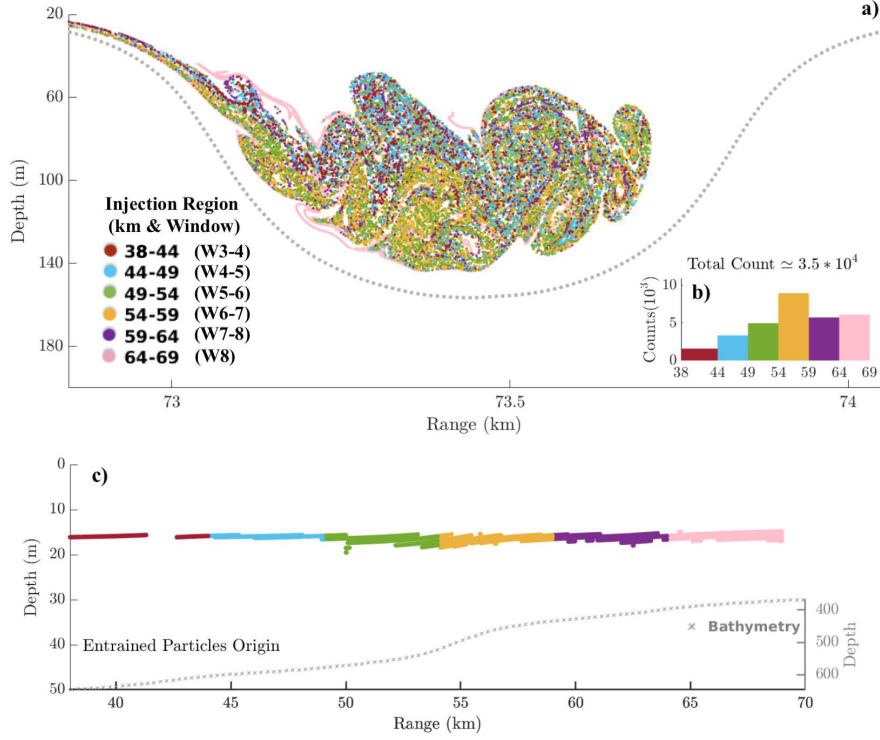 a)
20
60
100
140
180
Depth (m)
Injection Region
(km & Window)
38-44 (W3-4)
44-49 (W4-5)
49-54 (W5-6)
54-59 (W6-7)
59-64 (W7-8)
64-69 (W8)
Total Count ≃ 3.5 * 10⁴
b)
10
5
0
Counts(10³)
38 44 49 54 59 64 69
73 73.5 74
Range (km)
c)
0
10
20
30
40
50
Depth (m)
Entrained Particles Origin
× Bathymetry
400
500
600
Depth
40 45 50 55 60 65 70
Range (km)